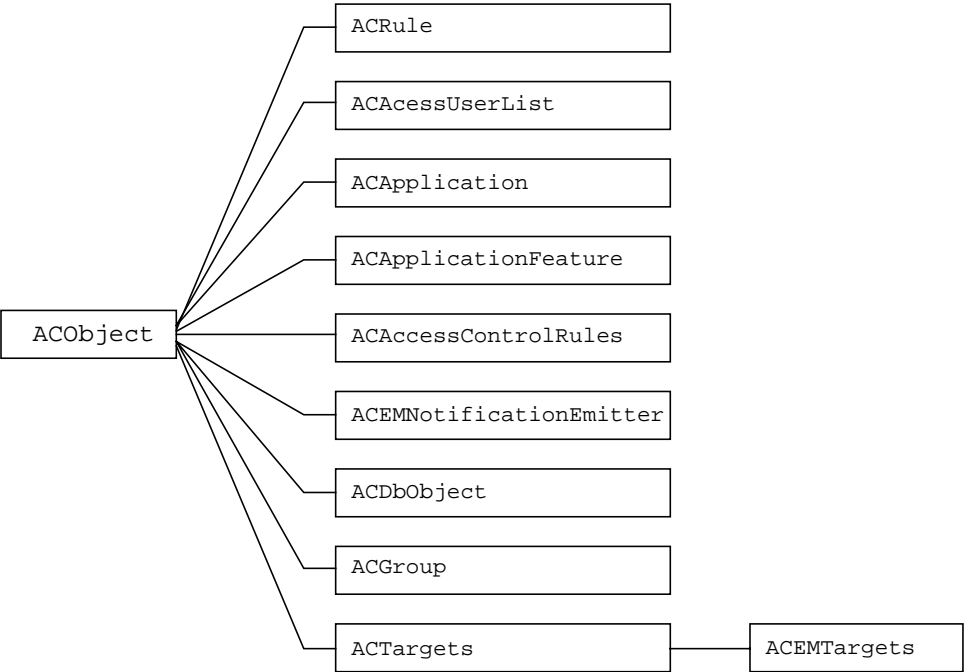 ACRule
ACAcessUserList
ACApplication
ACApplicationFeature
ACObject
ACAccessControlRules
ACEMNotificationEmitter
ACDbObject
ACGroup
ACTargets
ACEMTargets